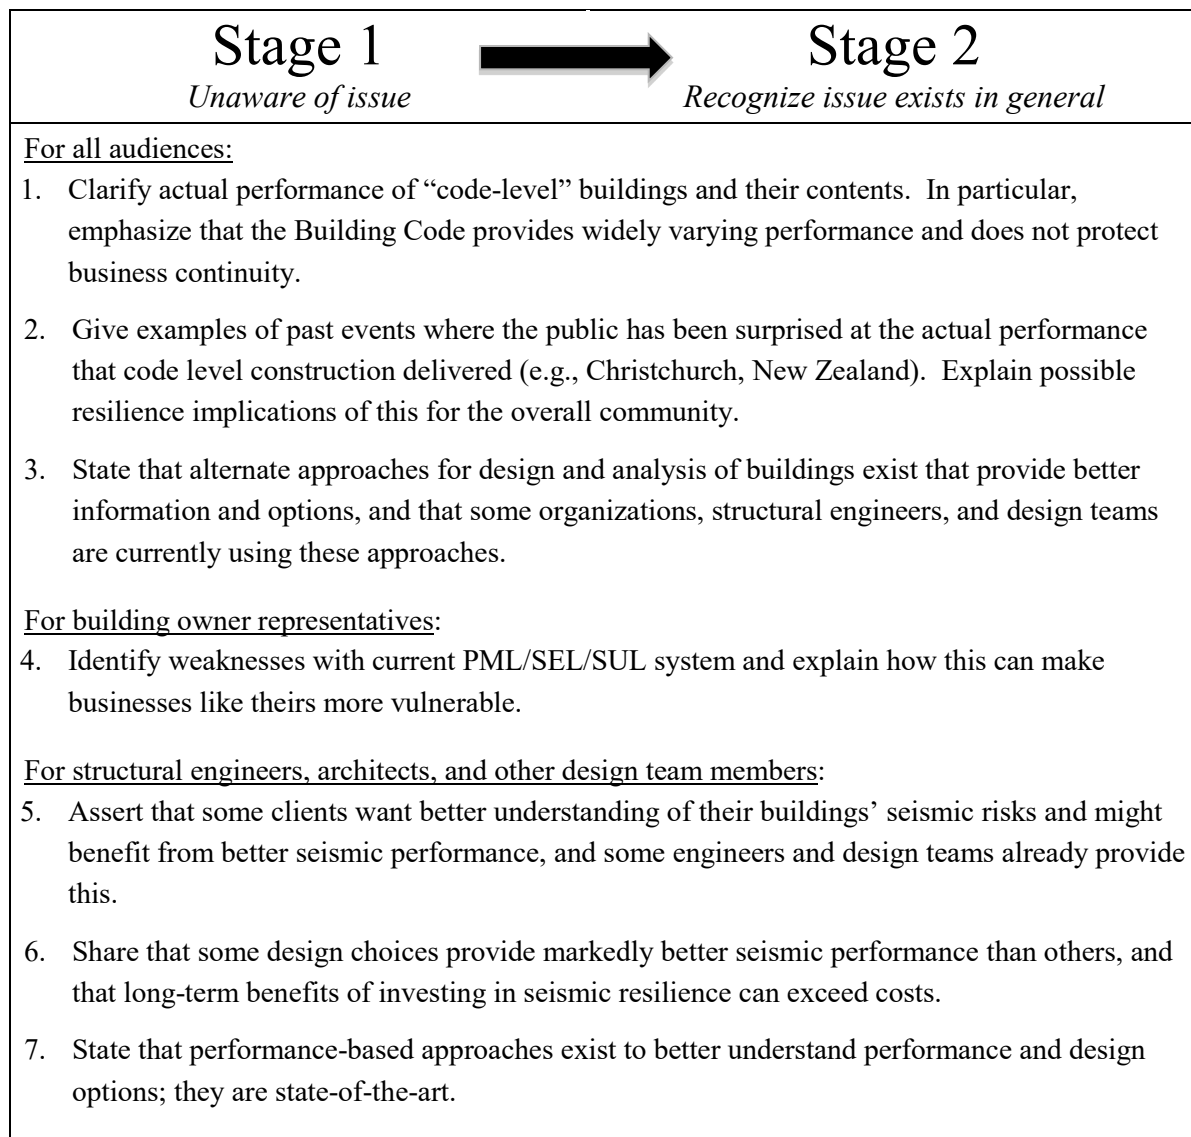 Stage 1 Stage 2
Unaware of issue Recognize issue exists in general
For all audiences:
1. Clarify actual performance of “code-level” buildings and their contents.  In particular,
emphasize that the Building Code provides widely varying performance and does not protect
business continuity.
2. Give examples of past events where the public has been surprised at the actual performance
that code level construction delivered (e.g., Christchurch, New Zealand).  Explain possible
resilience implications of this for the overall community.
3. State that alternate approaches for design and analysis of buildings exist that provide better
information and options, and that some organizations, structural engineers, and design teams
are currently using these approaches.
For building owner representatives:
4. Identify weaknesses with current PML/SEL/SUL system and explain how this can make
businesses like theirs more vulnerable.
For structural engineers, architects, and other design team members:
5. Assert that some clients want better understanding of their buildings’ seismic risks and might
benefit from better seismic performance, and some engineers and design teams already provide
this.
6. Share that some design choices provide markedly better seismic performance than others, and
that long-term benefits of investing in seismic resilience can exceed costs.
7. State that performance-based approaches exist to better understand performance and design
options; they are state-of-the-art.